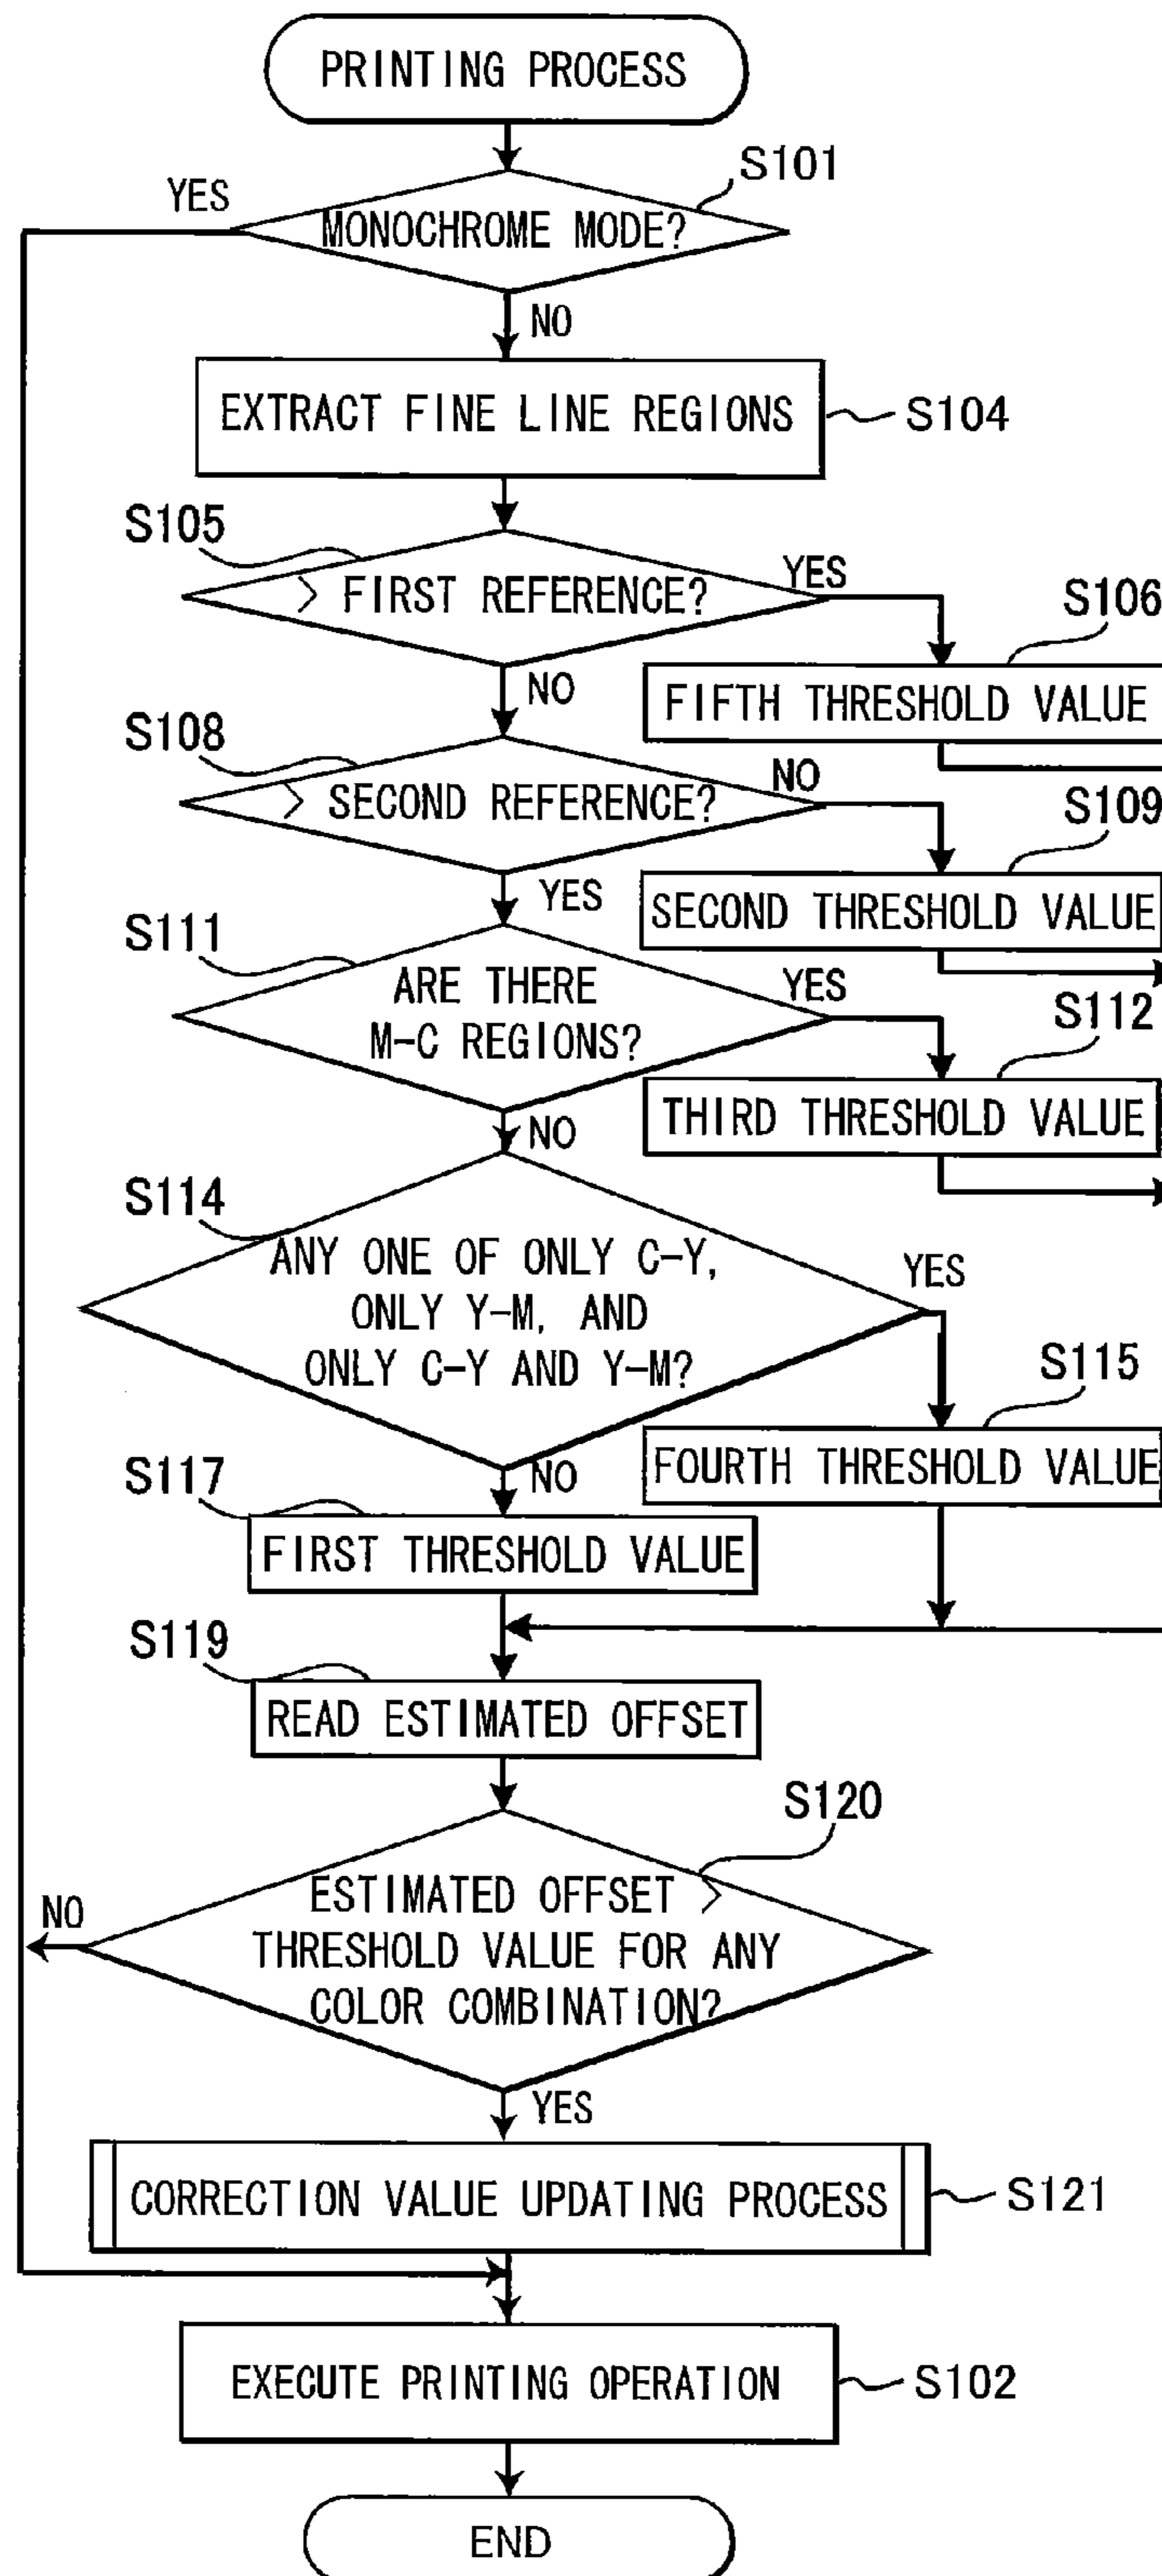 PRINTING PROCESS
S101
YES
MONOCHROME MODE?
NO
EXTRACT FINE LINE REGIONS
S104
S105
> FIRST REFERENCE?
YES
S106
NO
FIFTH THRESHOLD VALUE
S108
> SECOND REFERENCE?
NO
S109
YES
SECOND THRESHOLD VALUE
S111
ARE THERE
M-C REGIONS?
YES
S112
NO
THIRD THRESHOLD VALUE
S114
ANY ONE OF ONLY C-Y,
ONLY Y-M, AND
ONLY C-Y AND Y-M?
YES
S115
NO
FOURTH THRESHOLD VALUE
S117
FIRST THRESHOLD VALUE
S119
READ ESTIMATED OFFSET
S120
ESTIMATED OFFSET >
THRESHOLD VALUE FOR ANY
COLOR COMBINATION?
NO
YES
CORRECTION VALUE UPDATING PROCESS
S121
EXECUTE PRINTING OPERATION
S102
END